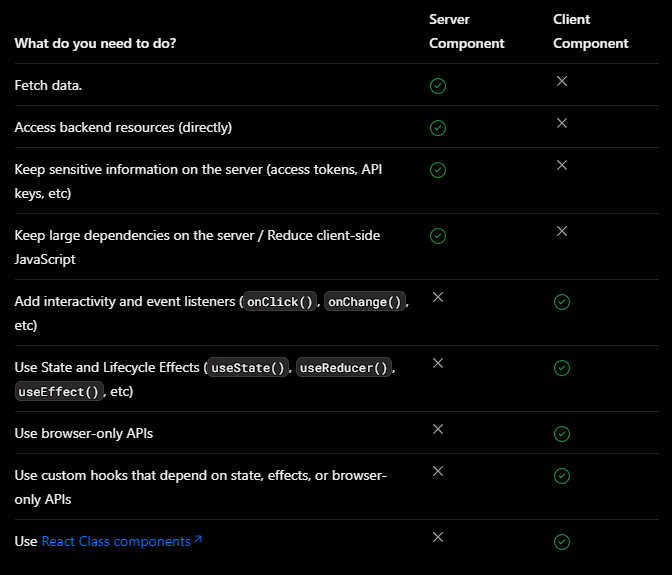 What do you need to do?
Server Component
Client Component
Fetch data.
Access backend resources (directly)
Keep sensitive information on the server (access tokens, API
keys, etc)
Keep large dependencies on the server / Reduce client-side
JavaScript
Add interactivity and event listeners (onClick(), onChange(),
etc)
Use State and Lifecycle Effects (useState(), useReducer(),
useEffect(), etc)
Use browser-only APIs
Use custom hooks that depend on state, effects, or browser-
only APIs
Use React Class components